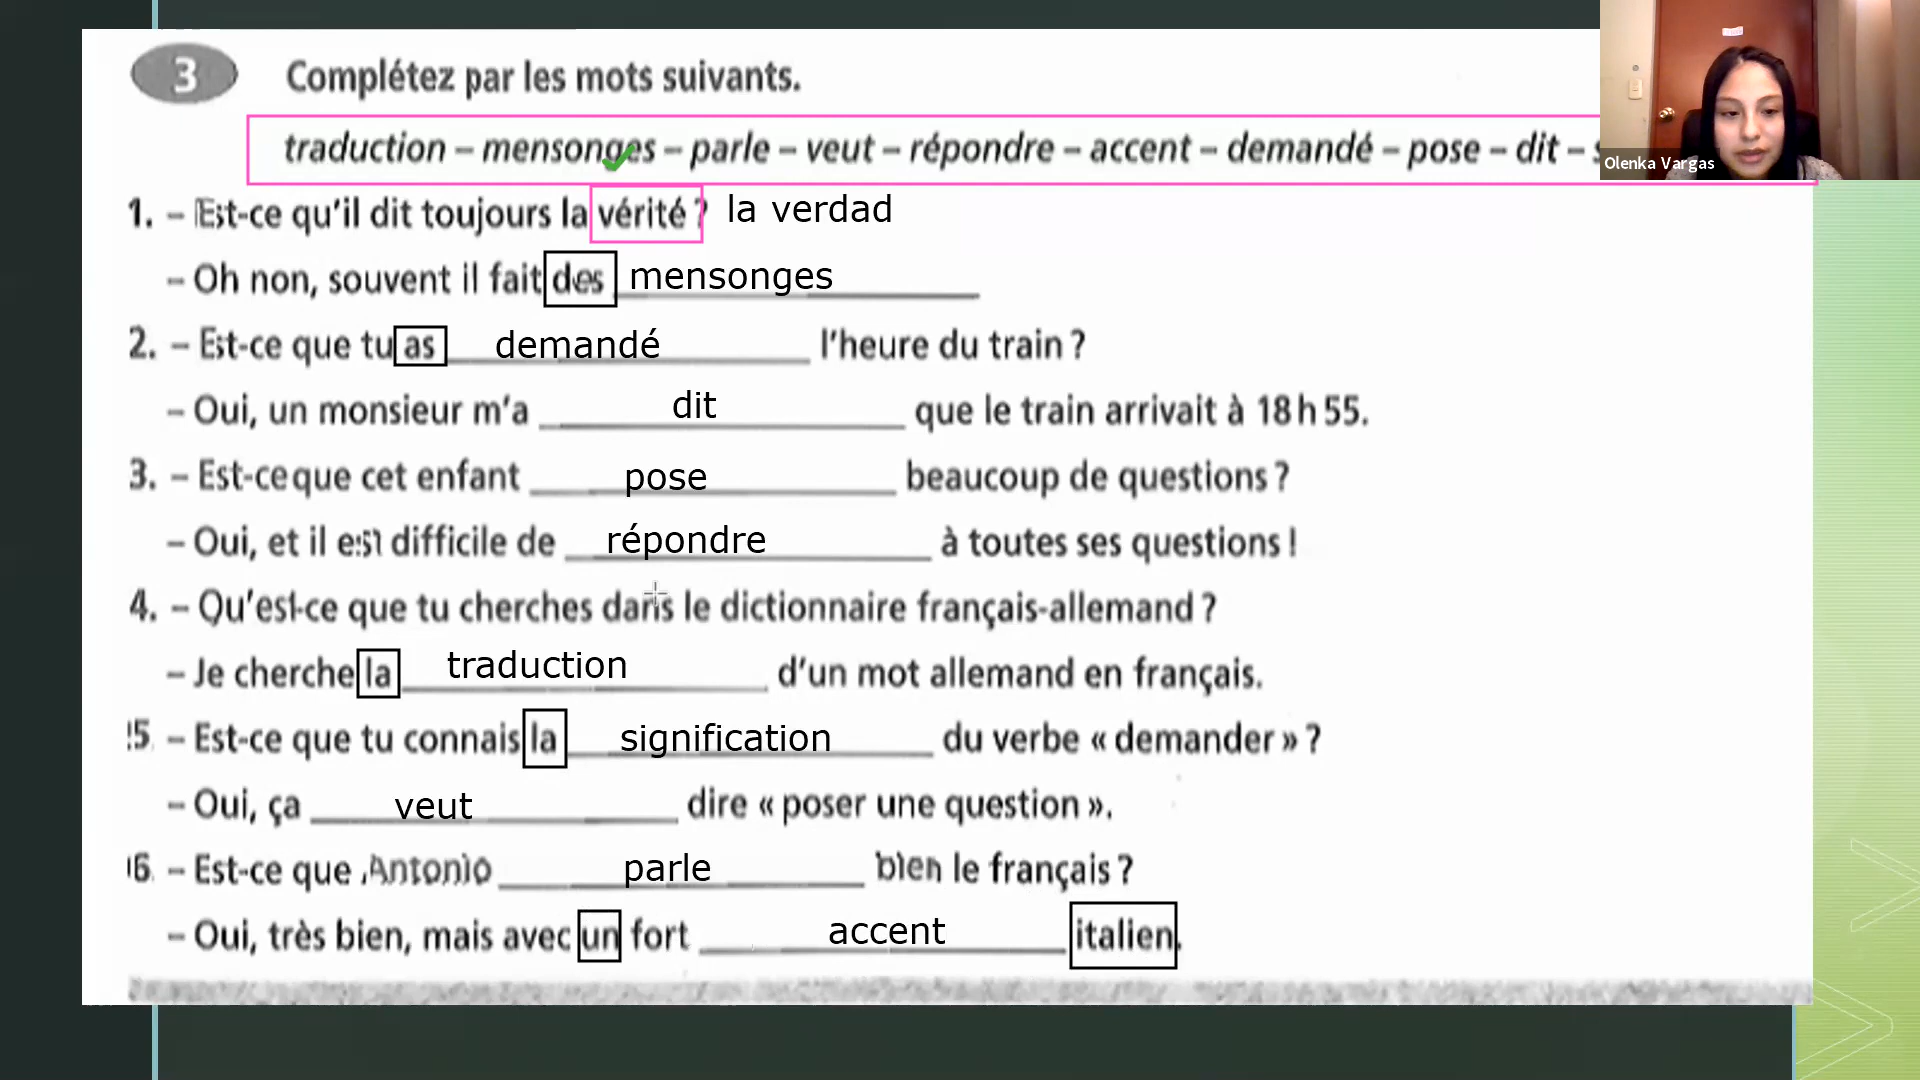 3 Complétez par les mots suivants.
traduction – mensonges – parle – veut – répondre – accent – demandé – pose – dit –
Olenka Vargas
1. – Est-ce qu'il dit toujours la vérité ? la verdad
– Oh non, souvent il fait des mensonges
2. – Est-ce que tu as demandé l'heure du train ?
– Oui, un monsieur m'a dit que le train arrivait à 18 h 55.
3. – Est-ce que cet enfant pose beaucoup de questions ?
– Oui, et il est difficile de répondre à toutes ses questions !
4. – Qu'est-ce que tu cherches dans le dictionnaire français-allemand ?
– Je cherche la traduction d'un mot allemand en français.
5 – Est-ce que tu connais la signification du verbe « demander » ?
– Oui, ça veut dire « poser une question ».
6 – Est-ce que Antonio parle bien le français ?
– Oui, très bien, mais avec un fort accent italien.